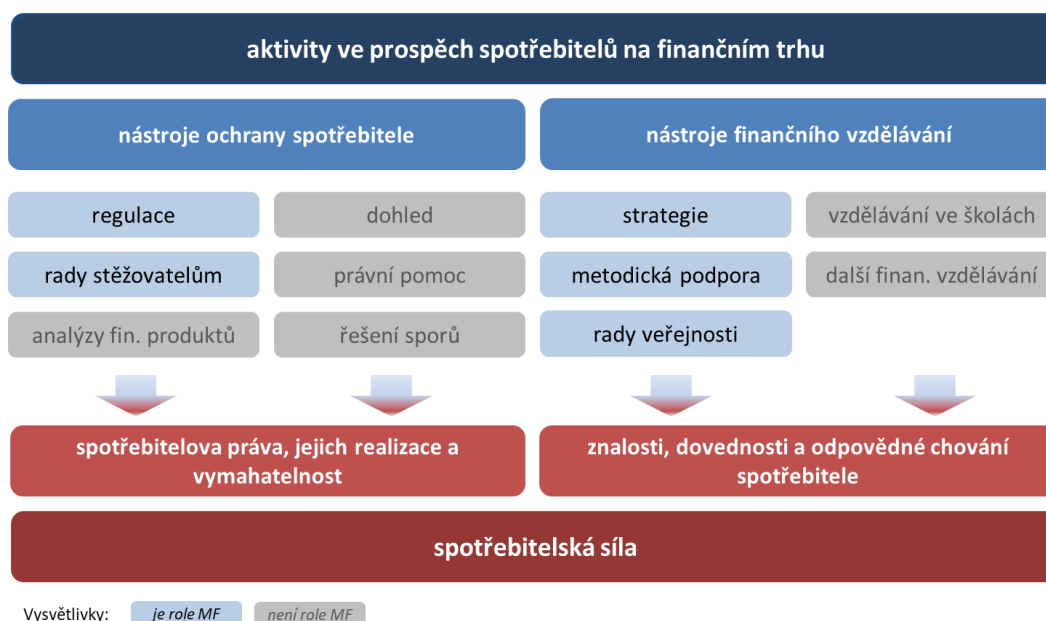 aktivity ve prospěch spotřebitelů na finančním trhu
nástroje ochrany spotřebitele
nástroje finančního vzdělávání
regulace
dohled
strategie
vzdělávání ve školách
rady stěžovatelům
právní pomoc
metodická podpora
další finan. vzdělávání
analýzy fin. produktů
řešení sporů
rady veřejnosti
spotřebitelova práva, jejich realizace a
vymahatelnost
znalosti, dovednosti a odpovědné chování
spotřebitele
spotřebitelská síla
Vysvětlivky:
je role MF
není role MF